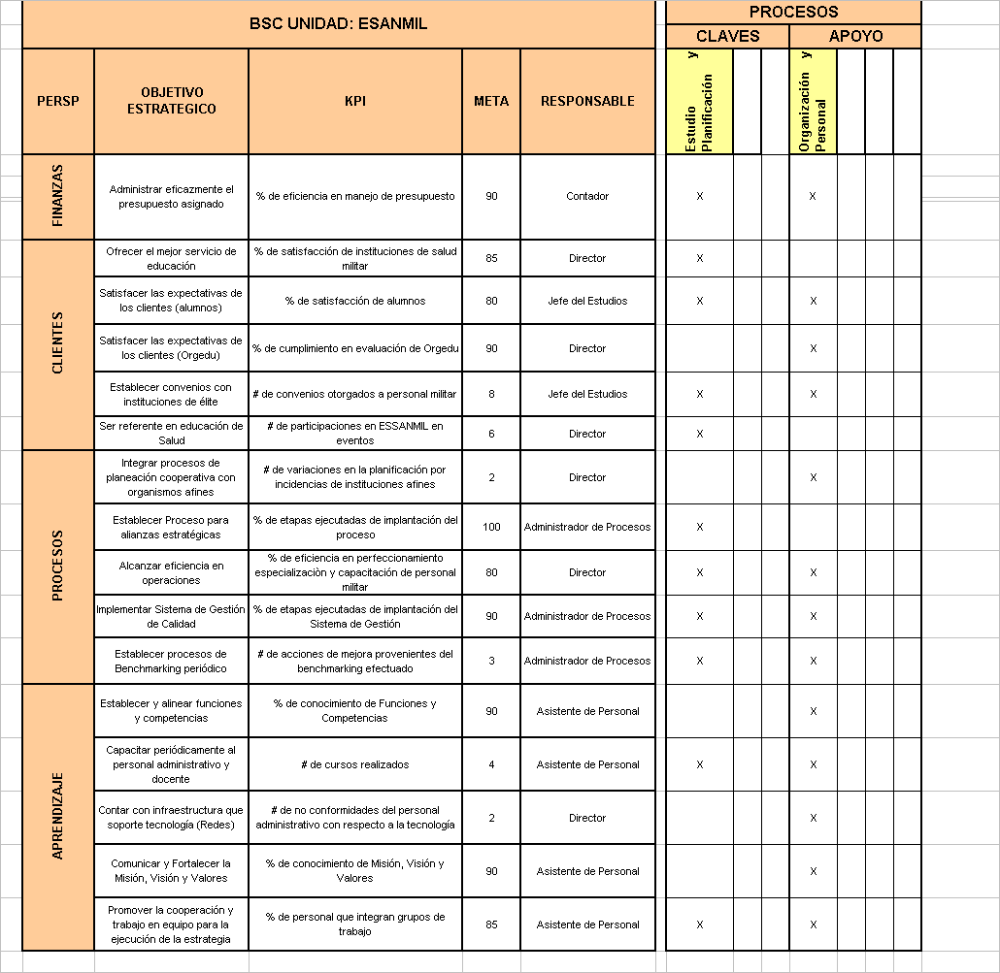 BSC UNIDAD: ESANMIL
PROCESOS
CLAVES
APOYO
PERSP
OBJETIVO
ESTRATEGICO
KPI
META
RESPONSABLE
Estudio y
Planificación
Organización y
Personal
FINANZAS
Administrar eficazmente el
presupuesto asignado
% de eficiencia en manejo de presupuesto
90
Contador
X
X
CLIENTES
Ofrecer el mejor servicio de
educación
% de satisfacción de instituciones de salud
militar
85
Director
X
Satisfacer las expectativas de
los clientes (alumnos)
% de satisfacción de alumnos
80
Jefe del Estudios
X
X
Satisfacer las expectativas de
los clientes (Orgedu)
% de cumplimiento en evaluación de Orgedu
90
Director
X
Establecer convenios con
instituciones de élite
# de convenios otorgados a personal militar
8
Jefe del Estudios
X
X
Ser referente en educación de
Salud
# de participaciones en ESSANMIL en
eventos
6
Director
X
PROCESOS
Integrar procesos de
planeación cooperativa con
organismos afines
# de variaciones en la planificación por
incidencias de instituciones afines
2
Director
X
Establecer Proceso para
alianzas estratégicas
% de etapas ejecutadas de implantación del
proceso
100
Administrador de Procesos
X
Alcanzar eficiencia en
operaciones
% de eficiencia en perfeccionamiento
especializaciòn y capacitación de personal
militar
80
Director
X
X
Implementar Sistema de Gestión
de Calidad
% de etapas ejecutadas de implantación del
Sistema de Gestión
90
Administrador de Procesos
X
X
Establecer procesos de
Benchmarking periódico
# de acciones de mejora provenientes del
benchmarking efectuado
3
Administrador de Procesos
X
X
APRENDIZAJE
Establecer y alinear funciones
y competencias
% de conocimiento de Funciones y
Competencias
90
Asistente de Personal
X
Capacitar periódicamente al
personal administrativo y
docente
# de cursos realizados
4
Asistente de Personal
X
X
Contar con infraestructura que
soporte tecnología (Redes)
# de no conformidades del personal
administrativo con respecto a la tecnología
2
Director
X
Comunicar y Fortalecer la
Misión, Visión y Valores
% de conocimiento de Misión, Visión y
Valores
90
Asistente de Personal
X
Promover la cooperación y
trabajo en equipo para la
ejecución de la estrategia
% de personal que integran grupos de
trabajo
85
Asistente de Personal
X
X